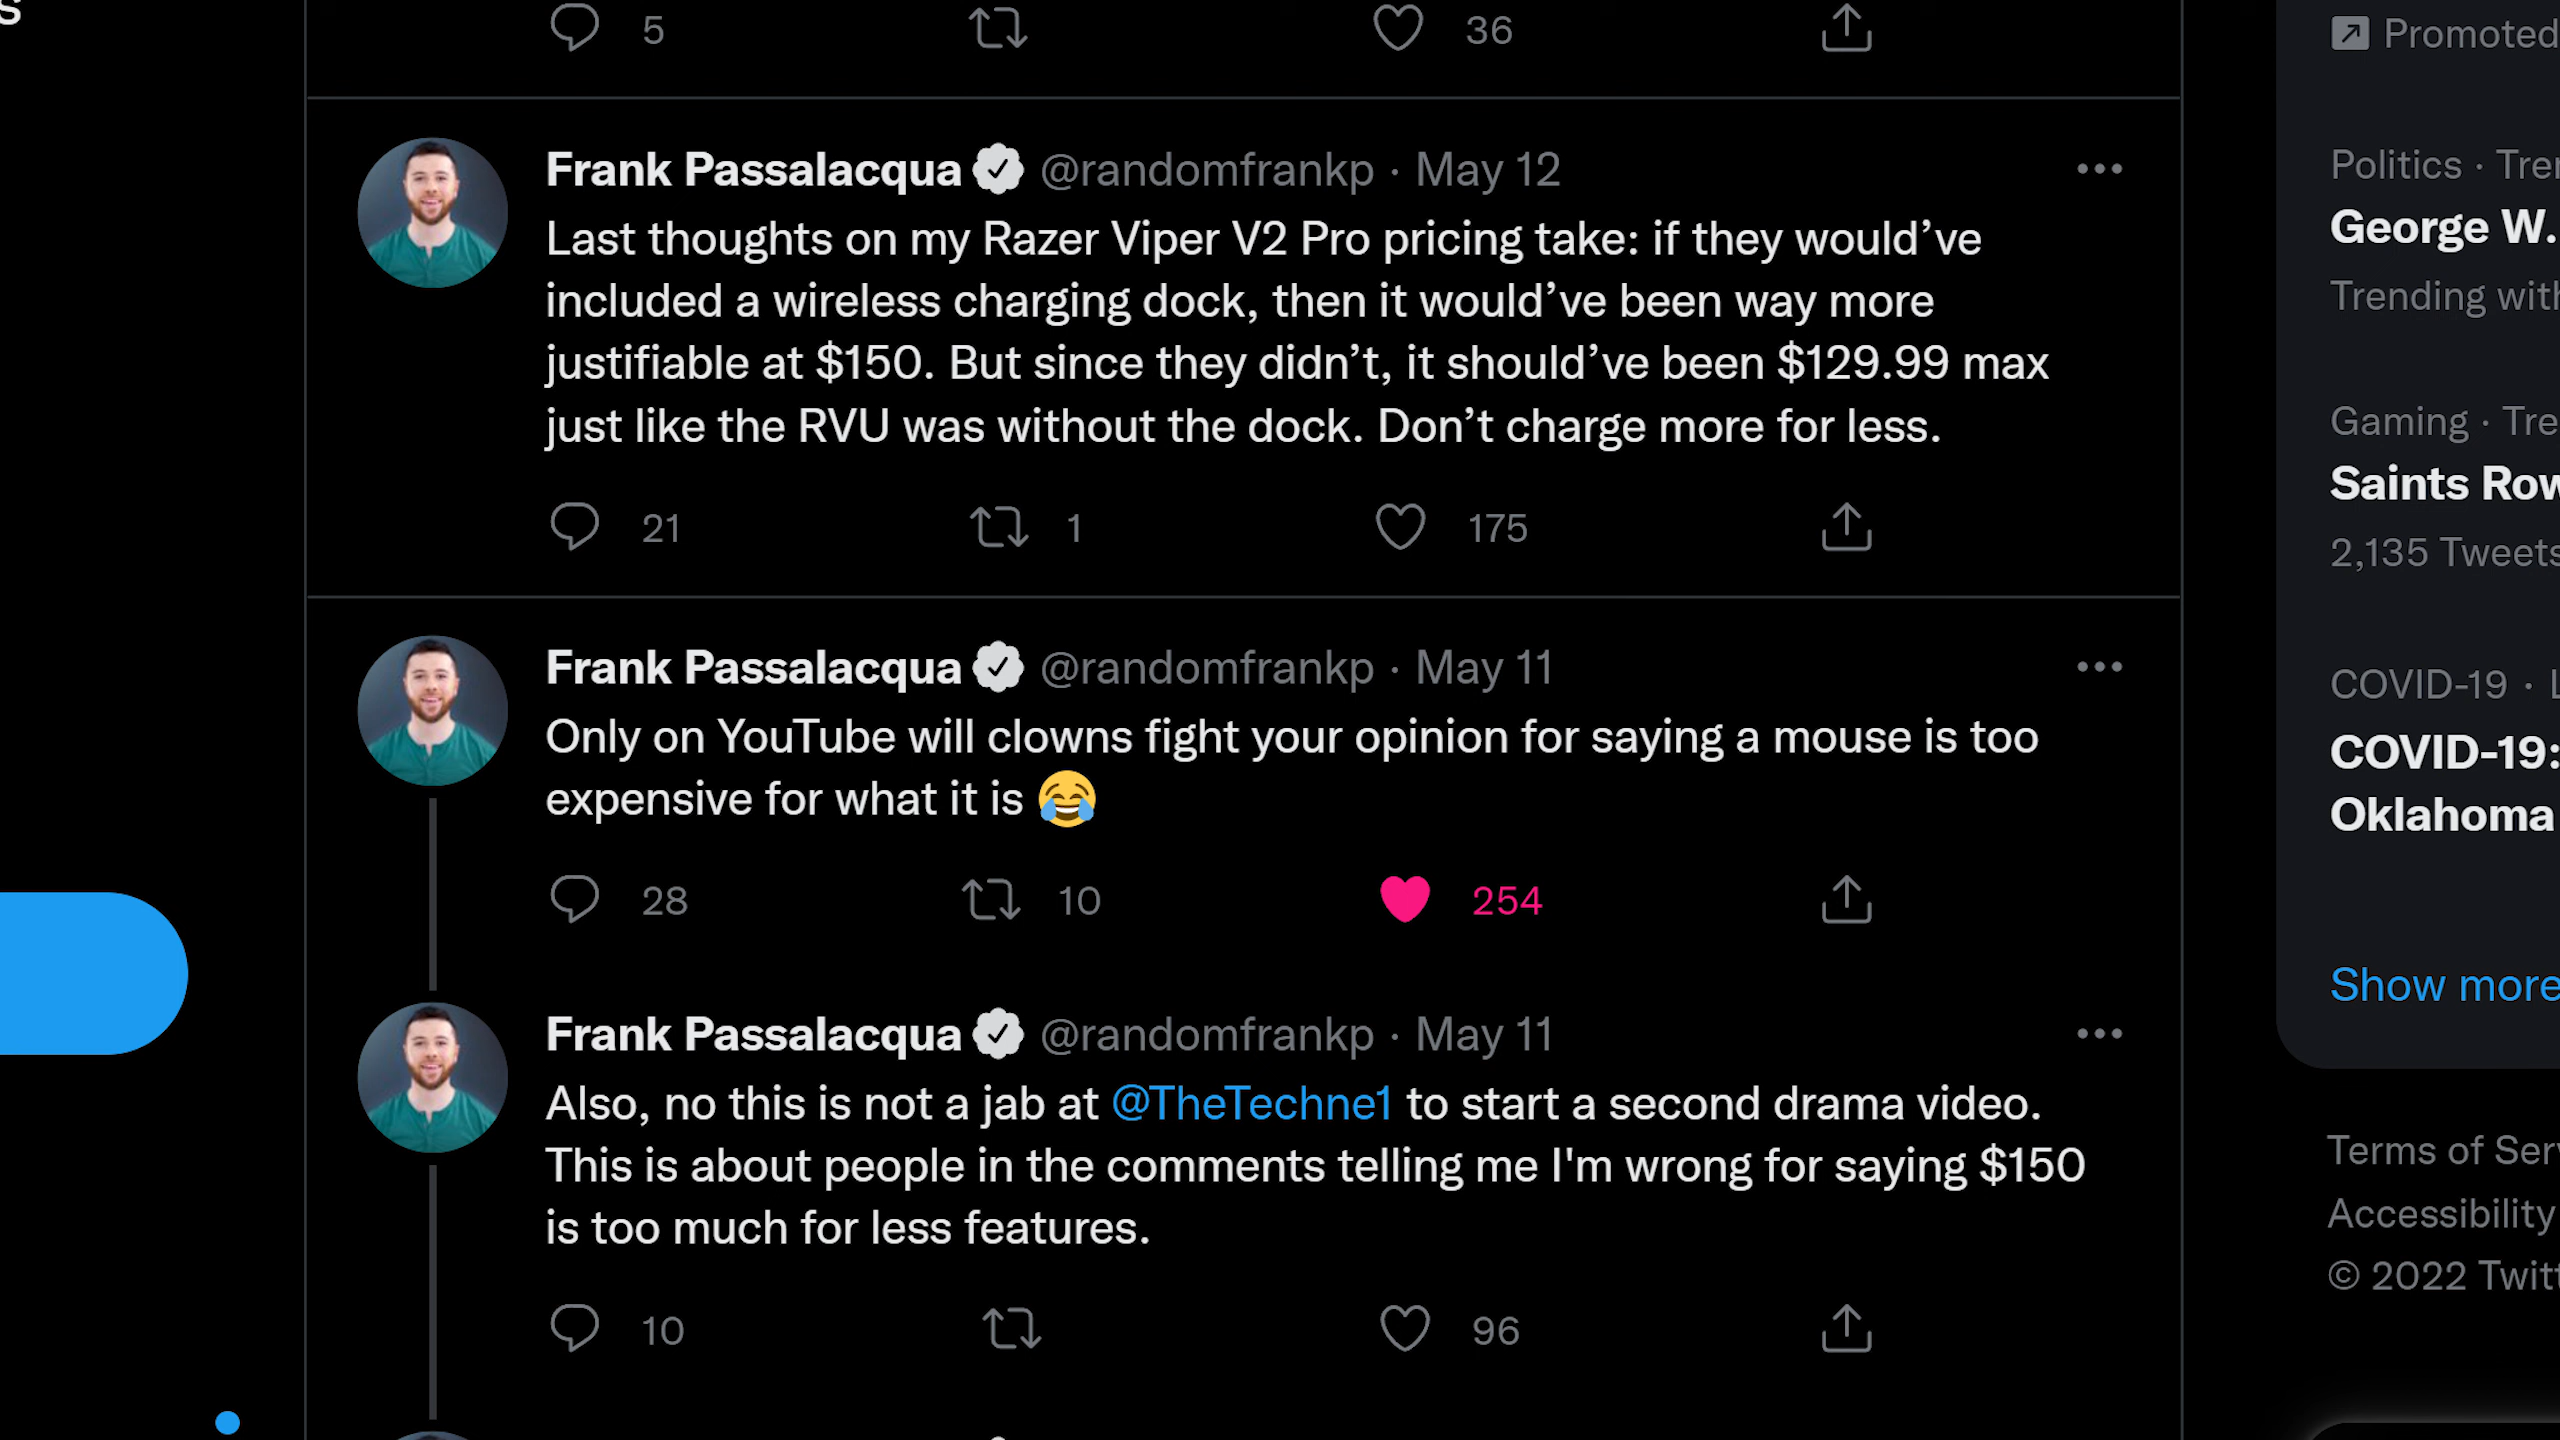 s
5 36
Frank Passalacqua @randomfrankp · May 12
Last thoughts on my Razer Viper V2 Pro pricing take: if they would’ve
included a wireless charging dock, then it would’ve been way more
justifiable at $150. But since they didn’t, it should’ve been $129.99 max
just like the RVU was without the dock. Don’t charge more for less.
21 1 175
Frank Passalacqua @randomfrankp · May 11
Only on YouTube will clowns fight your opinion for saying a mouse is too
expensive for what it is 😂
28 10 254
Frank Passalacqua @randomfrankp · May 11
Also, no this is not a jab at @TheTechne1 to start a second drama video.
This is about people in the comments telling me I'm wrong for saying $150
is too much for less features.
10 96
Promoted
Politics · Tre
George W.
Trending with
Gaming · Tre
Saints Row
2,135 Tweets
COVID-19 · L
COVID-19:
Oklahoma
Show more
Terms of Serv
Accessibility
© 2022 Twitt